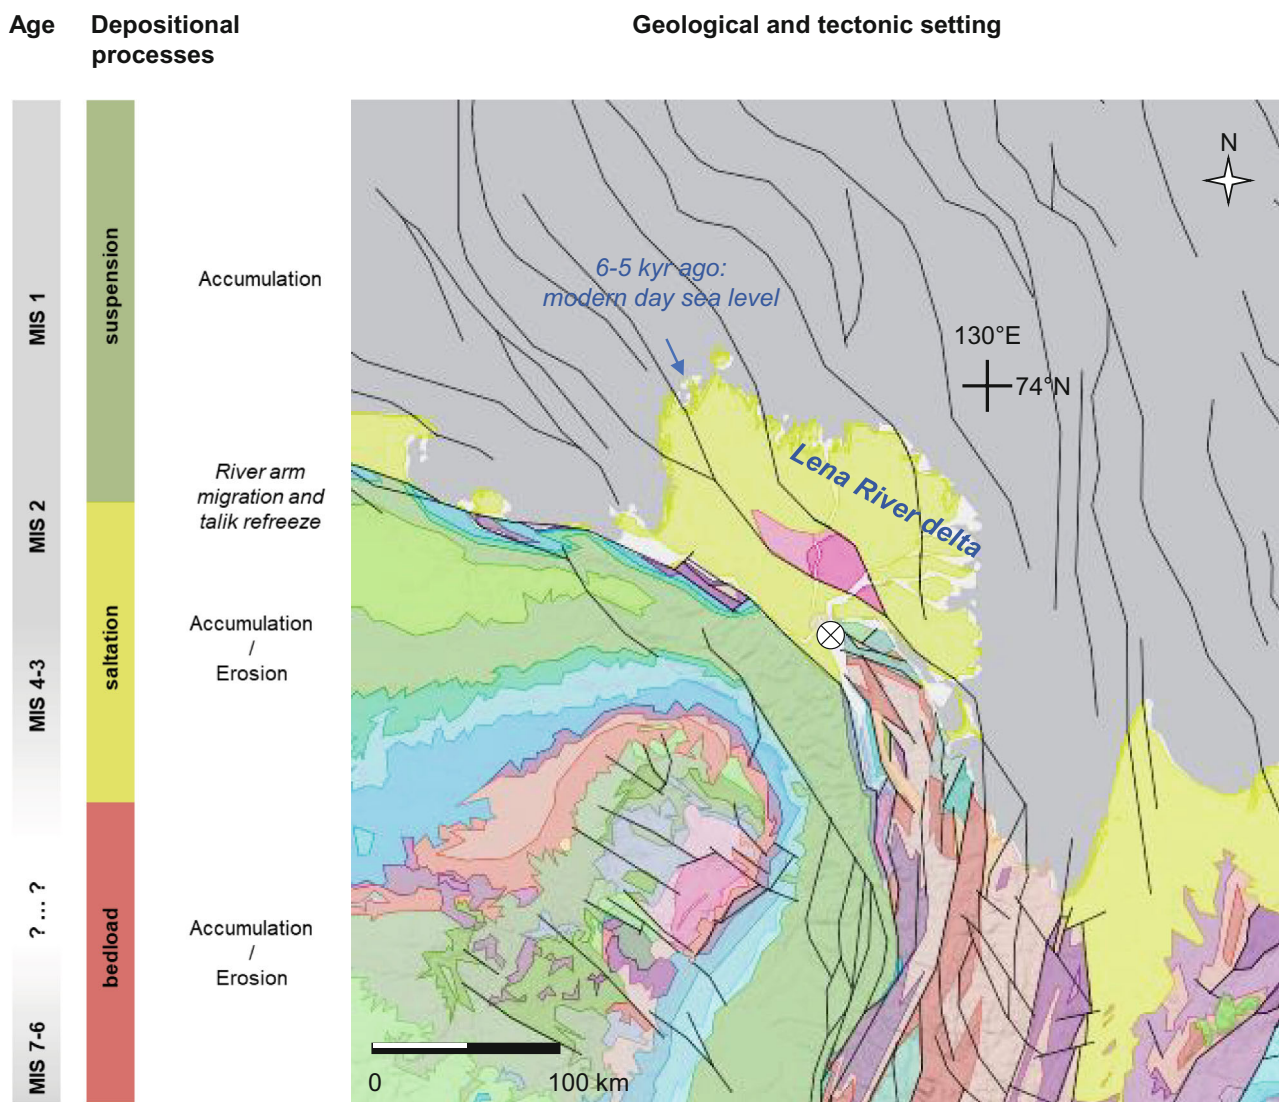 Age
Depositional
processes
Geological and tectonic setting
MIS 1
MIS 2
MIS 4-3
? ... ?
MIS 7-6
suspension
saltation
bedload
Accumulation
River arm
migration and
talik refreeze
Accumulation
/
Erosion
Accumulation
/
Erosion
N
6-5 kyr ago:
modern day sea level
130°E
74°N
Lena River delta
0
100 km